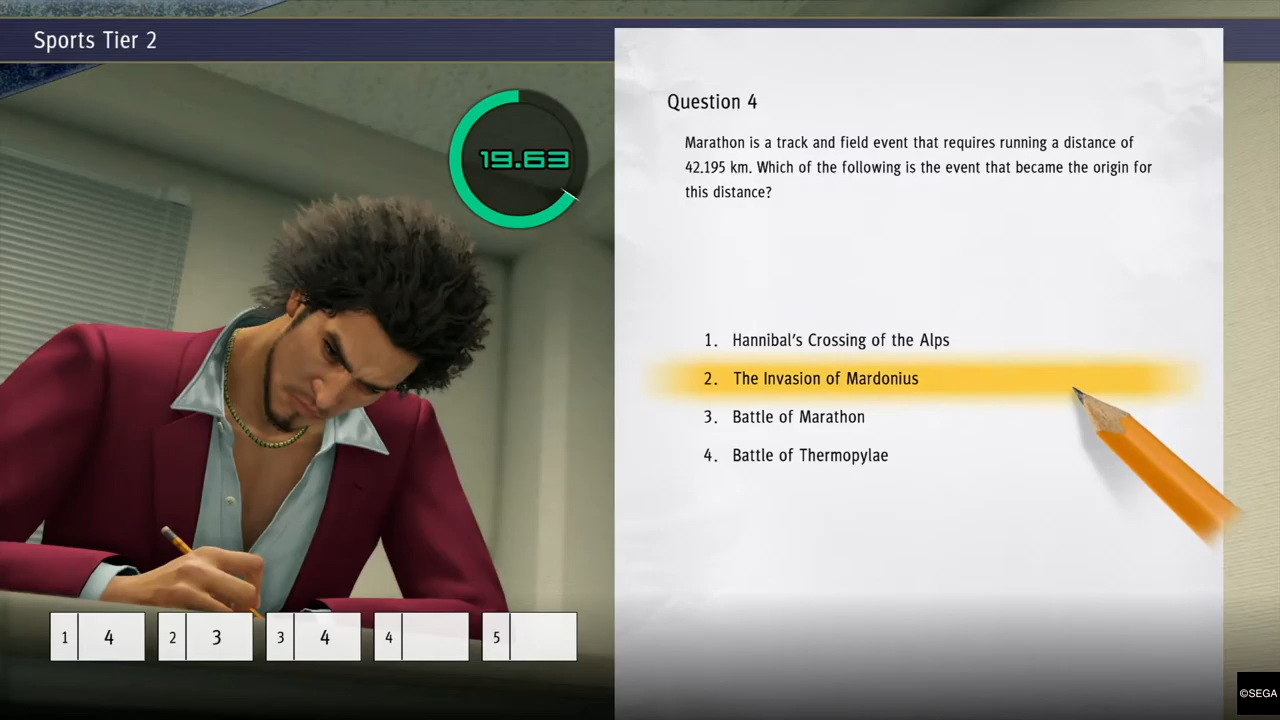 Sports Tier 2
19.63
Question 4
Marathon is a track and field event that requires running a distance of
42.195 km. Which of the following is the event that became the origin for
this distance?
1. Hannibal's Crossing of the Alps
2. The Invasion of Mardonius
3. Battle of Marathon
4. Battle of Thermopylae
1 4 2 3 3 4 4 5
©SEGA